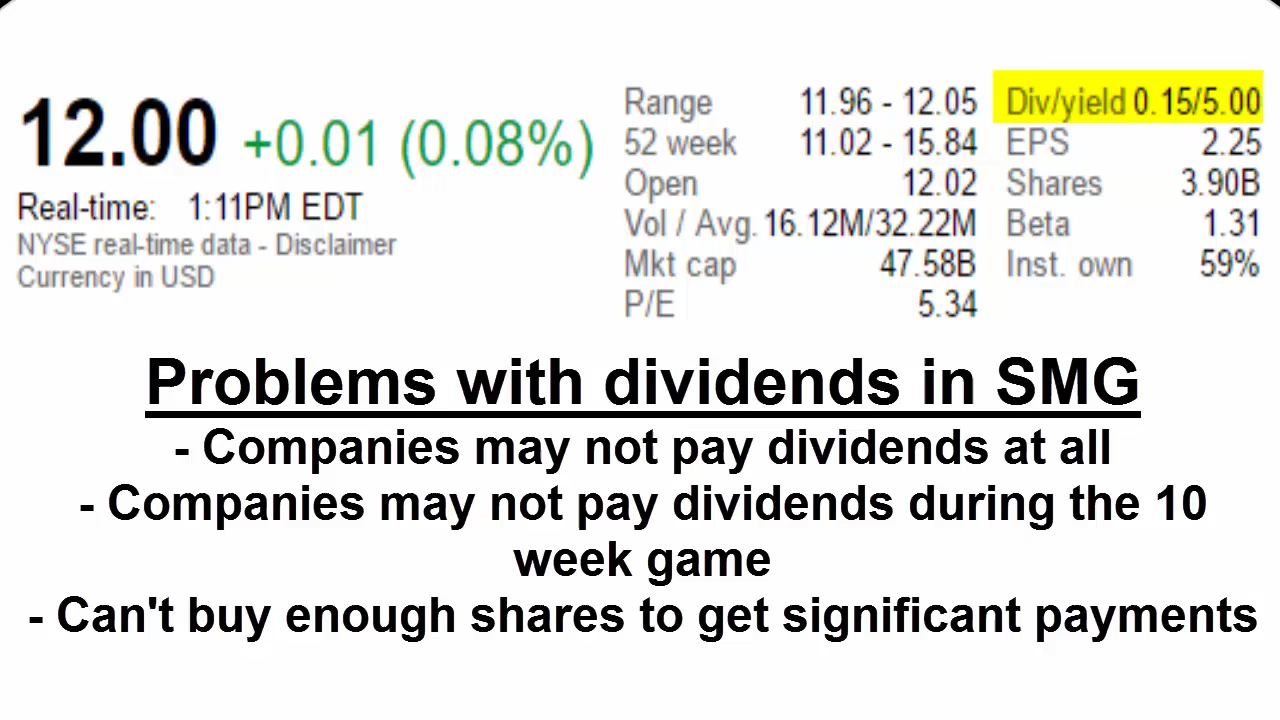 12.00 +0.01 (0.08%)
Real-time: 1:11PM EDT
NYSE real-time data - Disclaimer
Currency in USD
Range 11.96 - 12.05
52 week 11.02 - 15.84
Open 12.02
Vol / Avg. 16.12M/32.22M
Mkt cap 47.58B
P/E 5.34
Div/yield 0.15/5.00
EPS 2.25
Shares 3.90B
Beta 1.31
Inst. own 59%
Problems with dividends in SMG
- Companies may not pay dividends at all
- Companies may not pay dividends during the 10
week game
- Can't buy enough shares to get significant payments